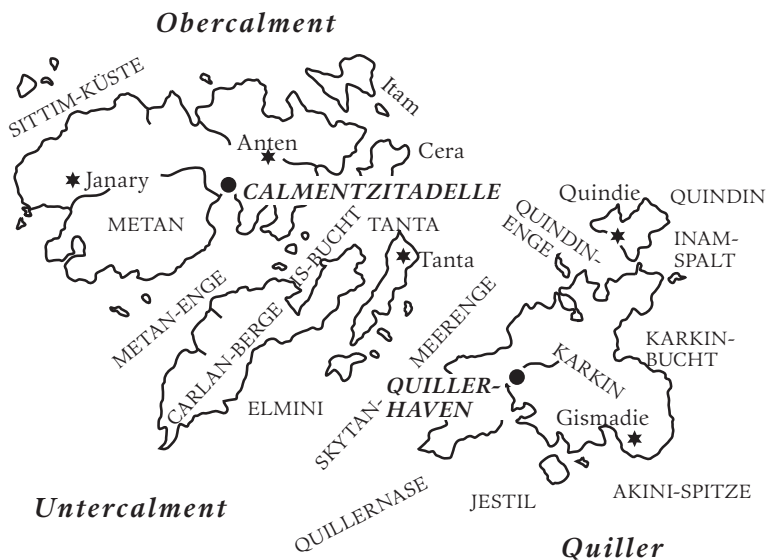 Obercalment
SITTIM-KÜSTE
Itam
Anten
Cera
Janary
CALMENTZITADELLE
Quindie
QUINDIN
METAN
IS-BUCHT
TANTA
QUINDIN-
ENGE
INAM-
SPALT
Tanta
METAN-ENGE
CARLAN-BERGE
MEERENGE
SKYTAN-
KARKIN-
BUCHT
KARKIN
QUILLER-
HAVEN
ELMINI
Gismadie
QUILLERNASE
JESTIL
AKINI-SPITZE
Untercalment
Quiller